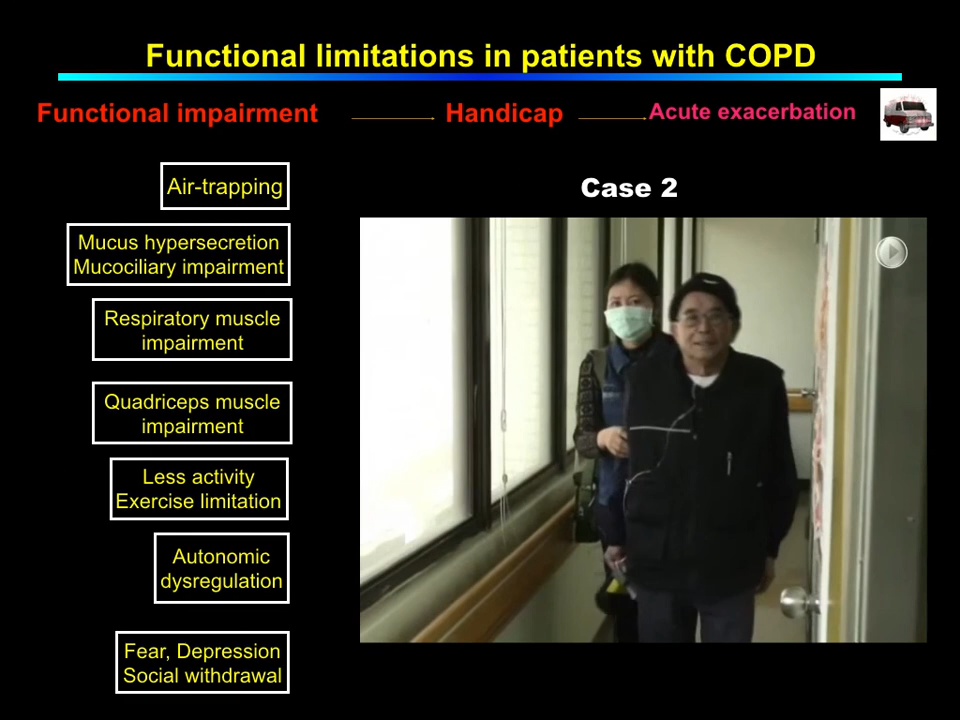 Functional limitations in patients with COPD
Functional impairment
Handicap
Acute exacerbation
Air-trapping
Mucus hypersecretion
Mucociliary impairment
Respiratory muscle
impairment
Quadriceps muscle
impairment
Less activity
Exercise limitation
Autonomic
dysregulation
Fear, Depression
Social withdrawal
Case 2